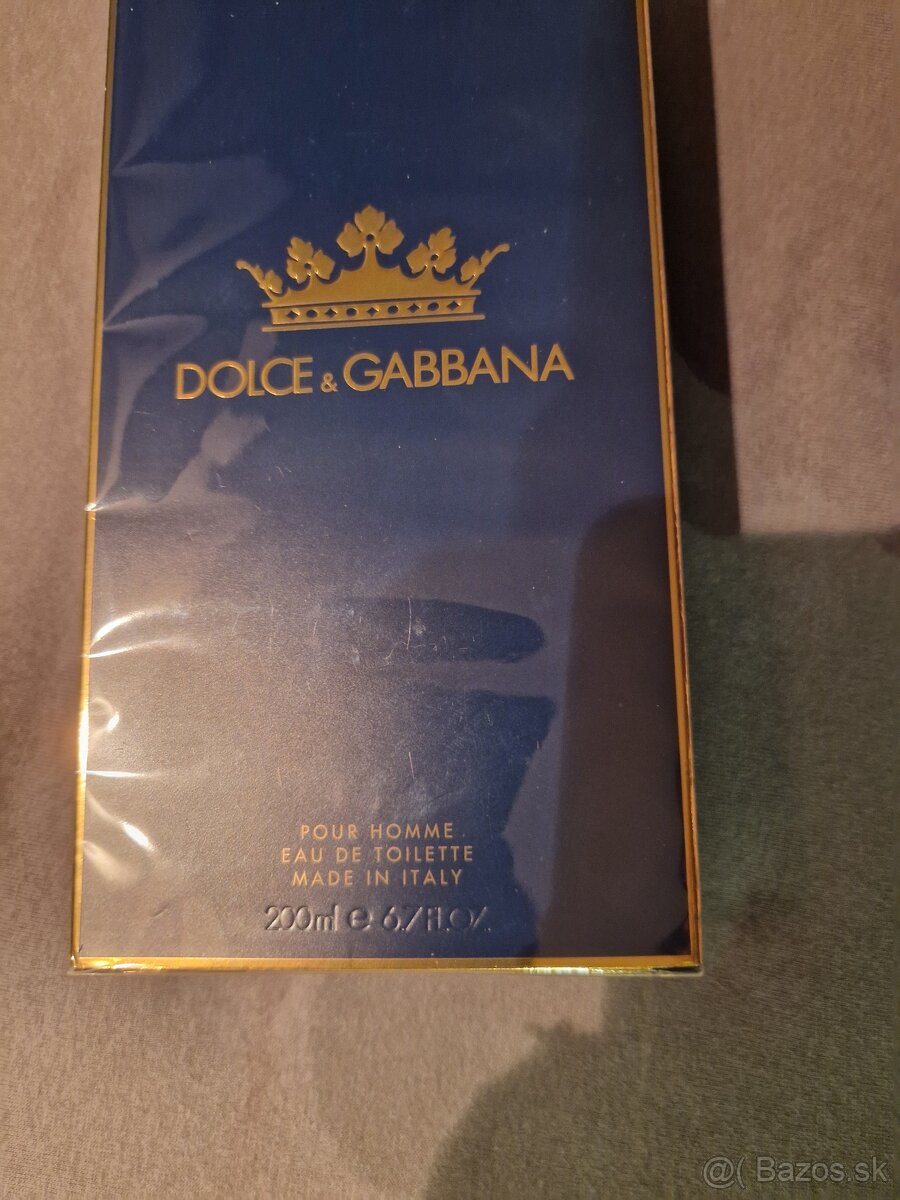 DOLCE & GABBANA
POUR HOMME
EAU DE TOILETTE
MADE IN ITALY
200ml e 6.7 FL.OZ.
@( Bazos.sk